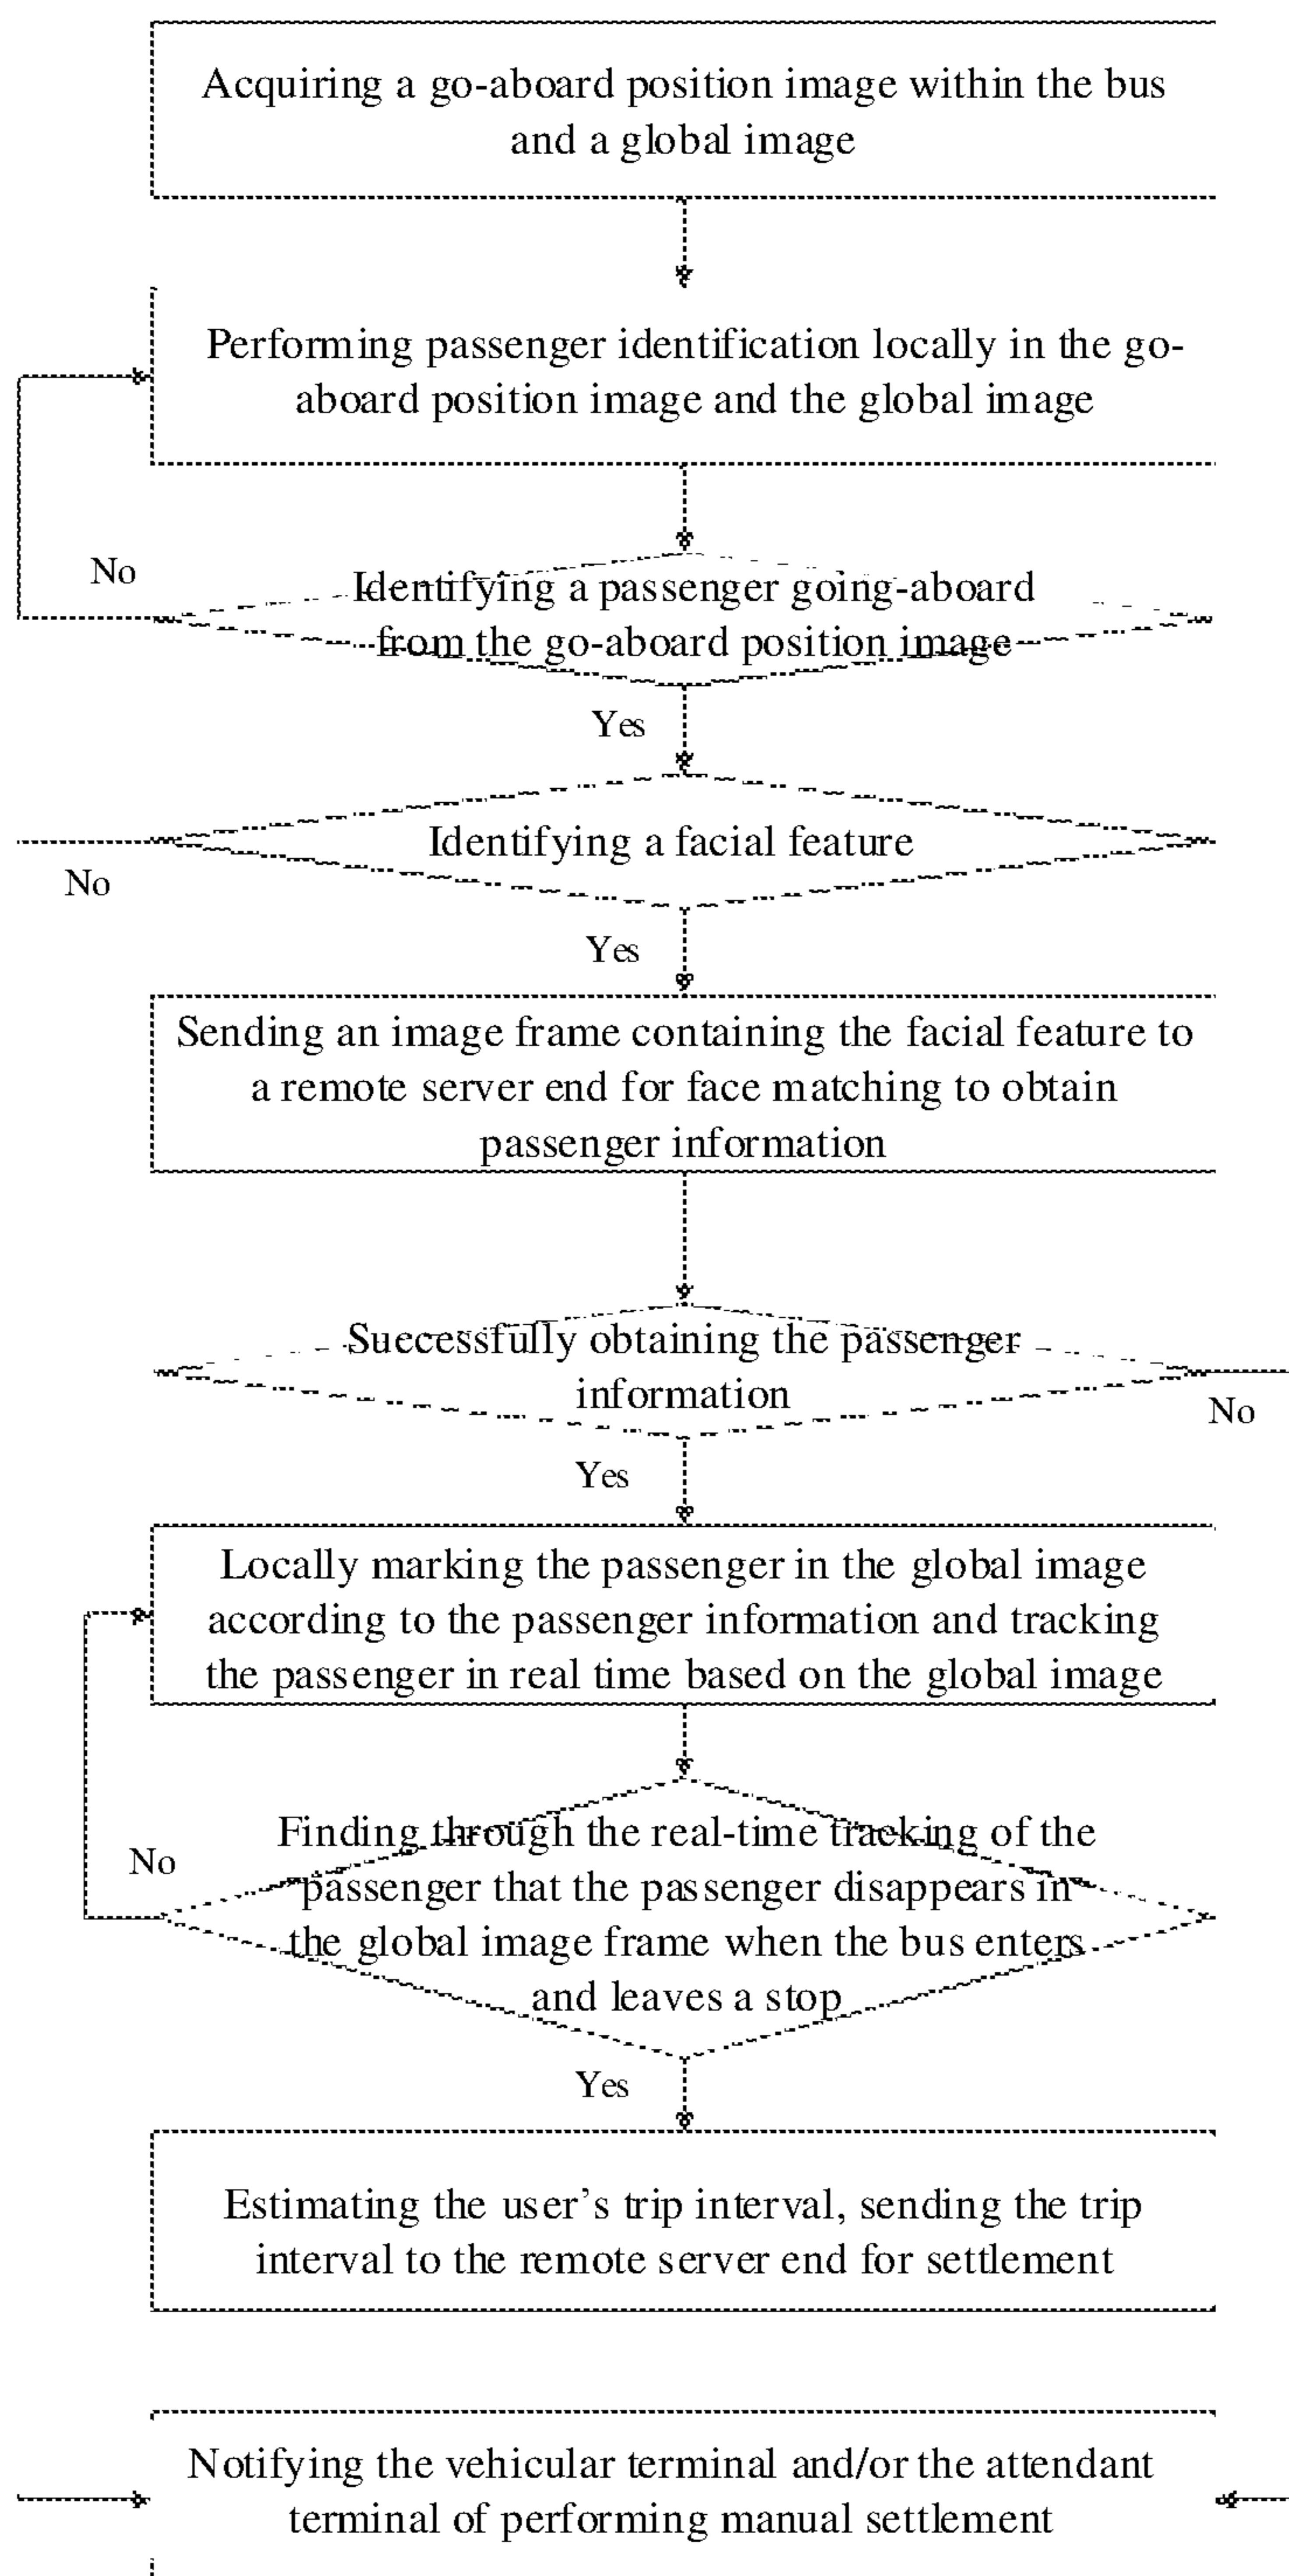 Acquiring a go-aboard position image within the bus
and a global image
Performing passenger identification locally in the go-
aboard position image and the global image
No
Identifying a passenger going-aboard
from the go-aboard position image
Yes
Identifying a facial feature
No
Yes
Sending an image frame containing the facial feature to
a remote server end for face matching to obtain
passenger information
Successfully obtaining the passenger
information
No
Yes
Locally marking the passenger in the global image
according to the passenger information and tracking
the passenger in real time based on the global image
Finding through the real-time tracking of the
No
passenger that the passenger disappears in
the global image frame when the bus enters
and leaves a stop
Yes
Estimating the user's trip interval, sending the trip
interval to the remote server end for settlement
Notifying the vehicular terminal and/or the attendant
terminal of performing manual settlement